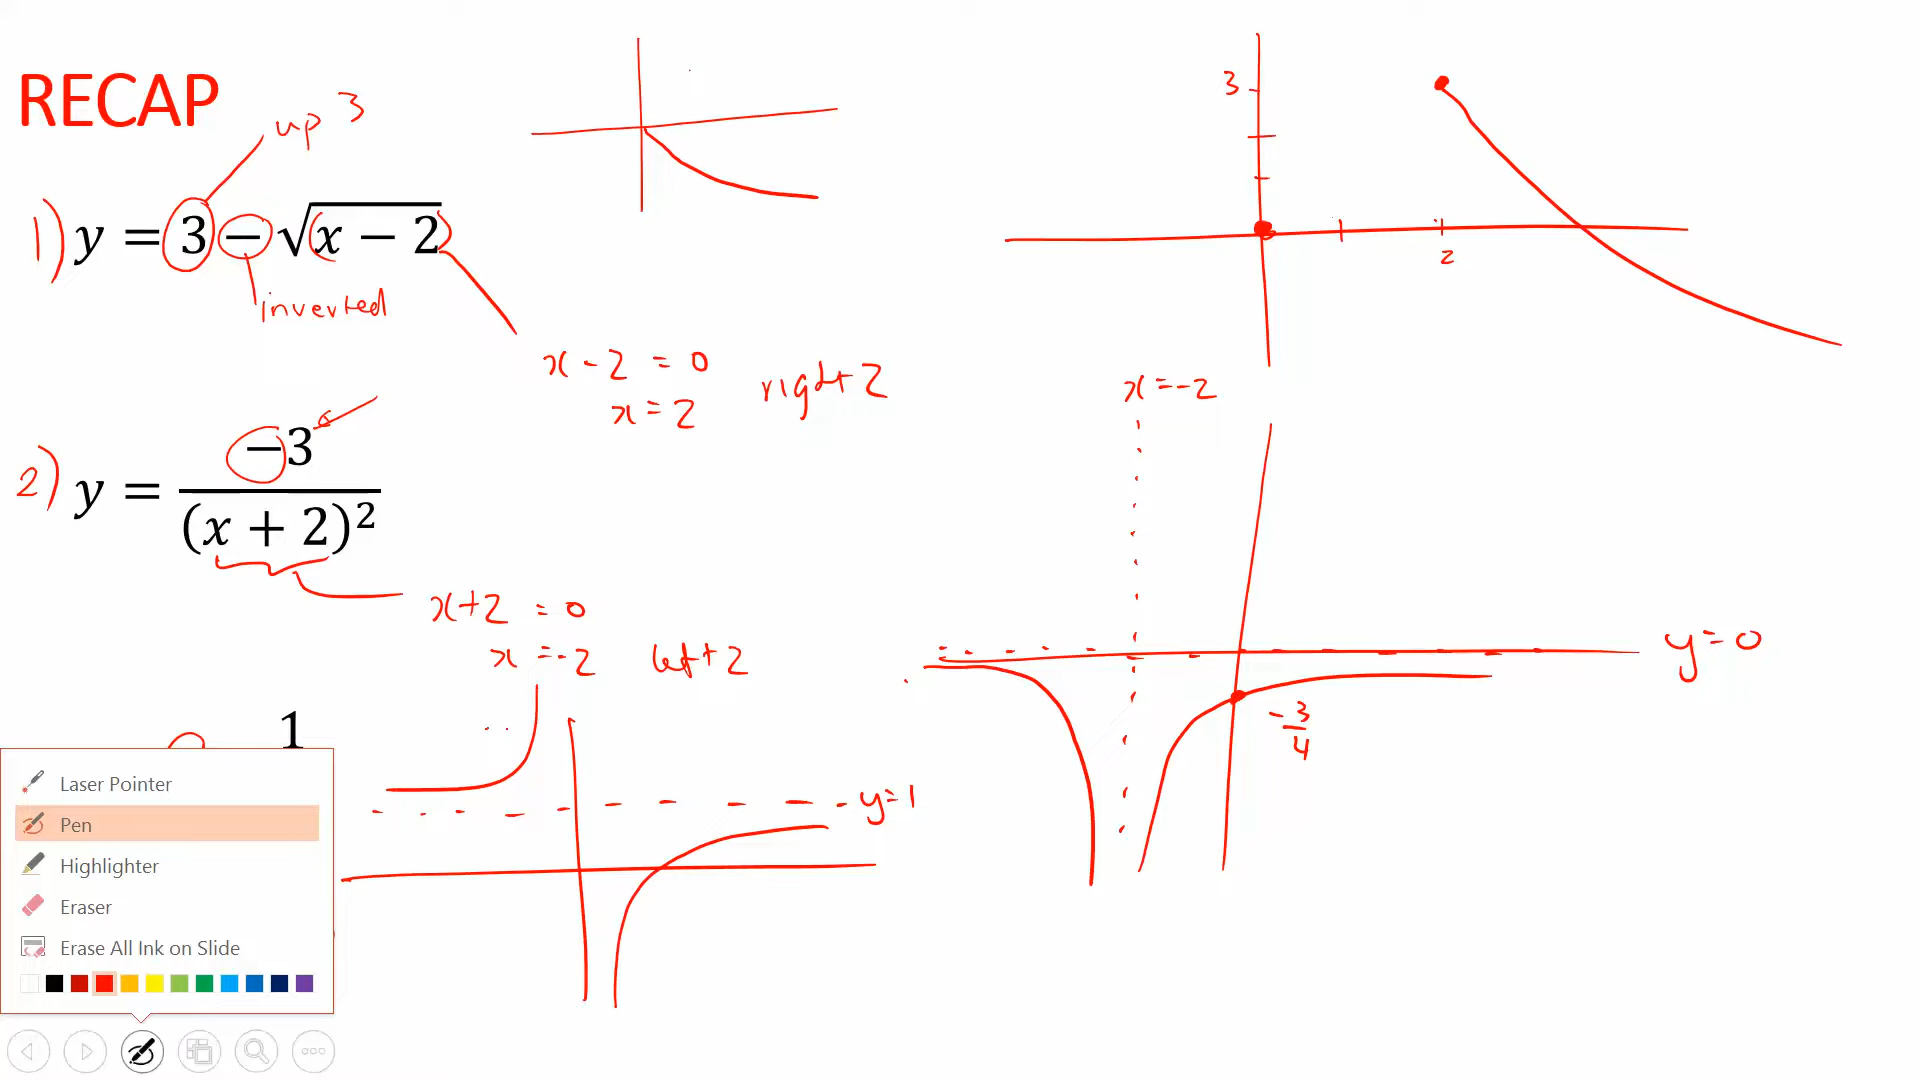 RECAP
up 3
1) y = 3 − √x − 2
inverted
x - 2 = 0
x = 2
right 2
3
1
2
2) y = −3 / (x + 2)²
x+2 = 0
x = -2
left 2
x = -2
y = 0
-3/4
1
y = 1
Laser Pointer
Pen
Highlighter
Eraser
Erase All Ink on Slide